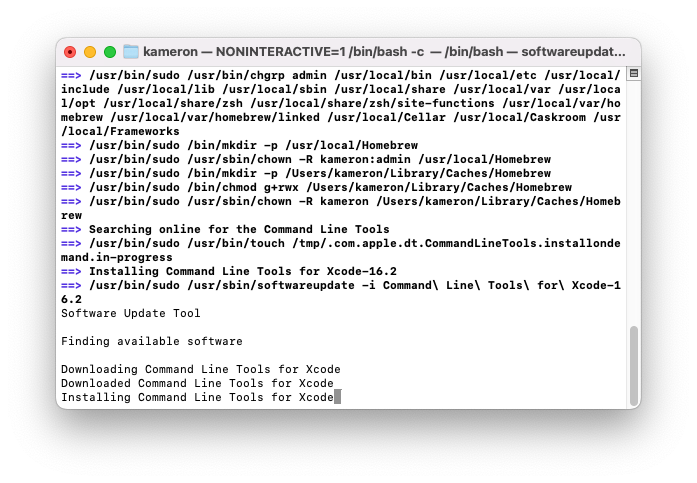 kameron — NONINTERACTIVE=1 /bin/bash -c — /bin/bash — softwareupdat...
==> /usr/bin/sudo /usr/bin/chgrp admin /usr/local/bin /usr/local/etc /usr/local/
include /usr/local/lib /usr/local/sbin /usr/local/share /usr/local/var /usr/loca
l/opt /usr/local/share/zsh /usr/local/share/zsh/site-functions /usr/local/var/ho
mebrew /usr/local/var/homebrew/linked /usr/local/Cellar /usr/local/Caskroom /usr
/local/Frameworks
==> /usr/bin/sudo /bin/mkdir -p /usr/local/Homebrew
==> /usr/bin/sudo /usr/sbin/chown -R kameron:admin /usr/local/Homebrew
==> /usr/bin/sudo /bin/mkdir -p /Users/kameron/Library/Caches/Homebrew
==> /usr/bin/sudo /bin/chmod g+rwx /Users/kameron/Library/Caches/Homebrew
==> /usr/bin/sudo /usr/sbin/chown -R kameron /Users/kameron/Library/Caches/Homeb
rew
==> Searching online for the Command Line Tools
==> /usr/bin/sudo /usr/bin/touch /tmp/.com.apple.dt.CommandLineTools.installonde
mand.in-progress
==> Installing Command Line Tools for Xcode-16.2
==> /usr/bin/sudo /usr/sbin/softwareupdate -i Command\ Line\ Tools\ for\ Xcode-1
6.2
Software Update Tool
Finding available software
Downloading Command Line Tools for Xcode
Downloaded Command Line Tools for Xcode
Installing Command Line Tools for Xcode